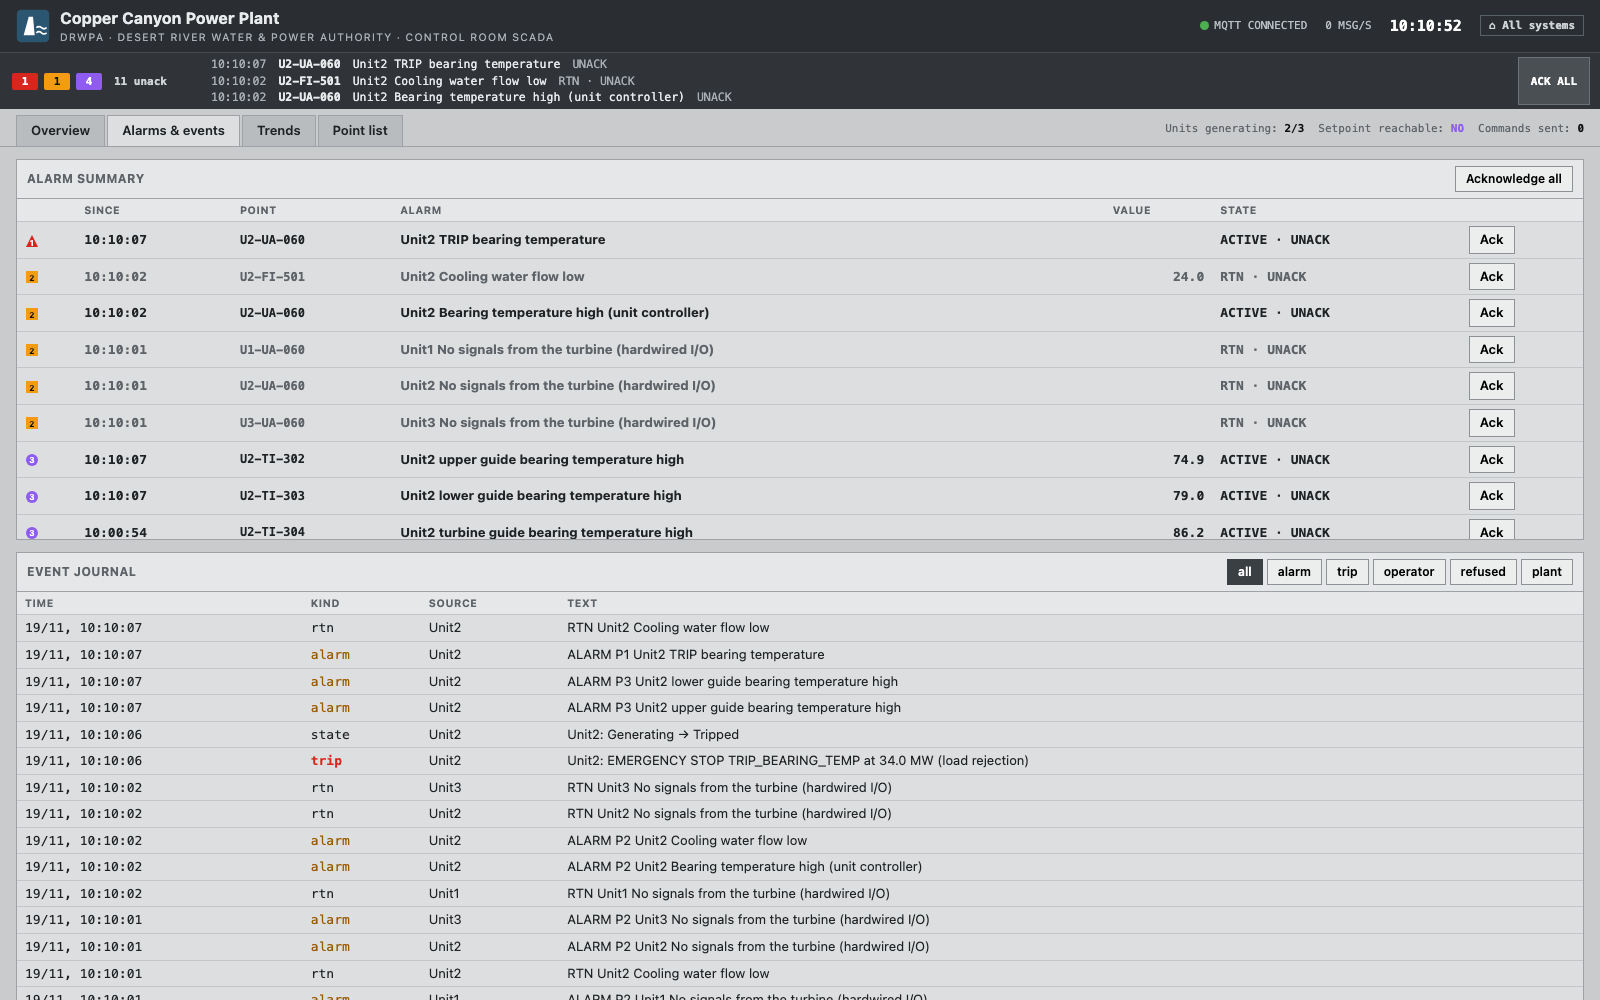 Copper Canyon Power Plant
DRWPA · DESERT RIVER WATER & POWER AUTHORITY · CONTROL ROOM SCADA
MQTT CONNECTED 0 MSG/S 10:10:52 ⌂ All systems
1 1 4 11 unack
10:10:07 U2-UA-060 Unit2 TRIP bearing temperature UNACK
10:10:02 U2-FI-501 Unit2 Cooling water flow low RTN · UNACK
10:10:02 U2-UA-060 Unit2 Bearing temperature high (unit controller) UNACK
ACK ALL
Overview Alarms & events Trends Point list
Units generating: 2/3 Setpoint reachable: NO Commands sent: 0
ALARM SUMMARY Acknowledge all
SINCE POINT ALARM VALUE STATE
1 10:10:07 U2-UA-060 Unit2 TRIP bearing temperature ACTIVE · UNACK Ack
2 10:10:02 U2-FI-501 Unit2 Cooling water flow low 24.0 RTN · UNACK Ack
2 10:10:02 U2-UA-060 Unit2 Bearing temperature high (unit controller) ACTIVE · UNACK Ack
2 10:10:01 U1-UA-060 Unit1 No signals from the turbine (hardwired I/O) RTN · UNACK Ack
2 10:10:01 U2-UA-060 Unit2 No signals from the turbine (hardwired I/O) RTN · UNACK Ack
2 10:10:01 U3-UA-060 Unit3 No signals from the turbine (hardwired I/O) RTN · UNACK Ack
3 10:10:07 U2-TI-302 Unit2 upper guide bearing temperature high 74.9 ACTIVE · UNACK Ack
3 10:10:07 U2-TI-303 Unit2 lower guide bearing temperature high 79.0 ACTIVE · UNACK Ack
3 10:00:54 U2-TI-304 Unit2 turbine guide bearing temperature high 86.2 ACTIVE · UNACK Ack
EVENT JOURNAL all alarm trip operator refused plant
TIME KIND SOURCE TEXT
19/11, 10:10:07 rtn Unit2 RTN Unit2 Cooling water flow low
19/11, 10:10:07 alarm Unit2 ALARM P1 Unit2 TRIP bearing temperature
19/11, 10:10:07 alarm Unit2 ALARM P3 Unit2 lower guide bearing temperature high
19/11, 10:10:07 alarm Unit2 ALARM P3 Unit2 upper guide bearing temperature high
19/11, 10:10:06 state Unit2 Unit2: Generating → Tripped
19/11, 10:10:06 trip Unit2 Unit2: EMERGENCY STOP TRIP_BEARING_TEMP at 34.0 MW (load rejection)
19/11, 10:10:02 rtn Unit3 RTN Unit3 No signals from the turbine (hardwired I/O)
19/11, 10:10:02 rtn Unit2 RTN Unit2 No signals from the turbine (hardwired I/O)
19/11, 10:10:02 alarm Unit2 ALARM P2 Unit2 Cooling water flow low
19/11, 10:10:02 alarm Unit2 ALARM P2 Unit2 Bearing temperature high (unit controller)
19/11, 10:10:02 rtn Unit1 RTN Unit1 No signals from the turbine (hardwired I/O)
19/11, 10:10:01 alarm Unit3 ALARM P2 Unit3 No signals from the turbine (hardwired I/O)
19/11, 10:10:01 alarm Unit2 ALARM P2 Unit2 No signals from the turbine (hardwired I/O)
19/11, 10:10:01 rtn Unit2 RTN Unit2 Cooling water flow low
19/11, 10:10:01 alarm Unit1 ALARM P2 Unit1 No signals from the turbine (hardwired I/O)